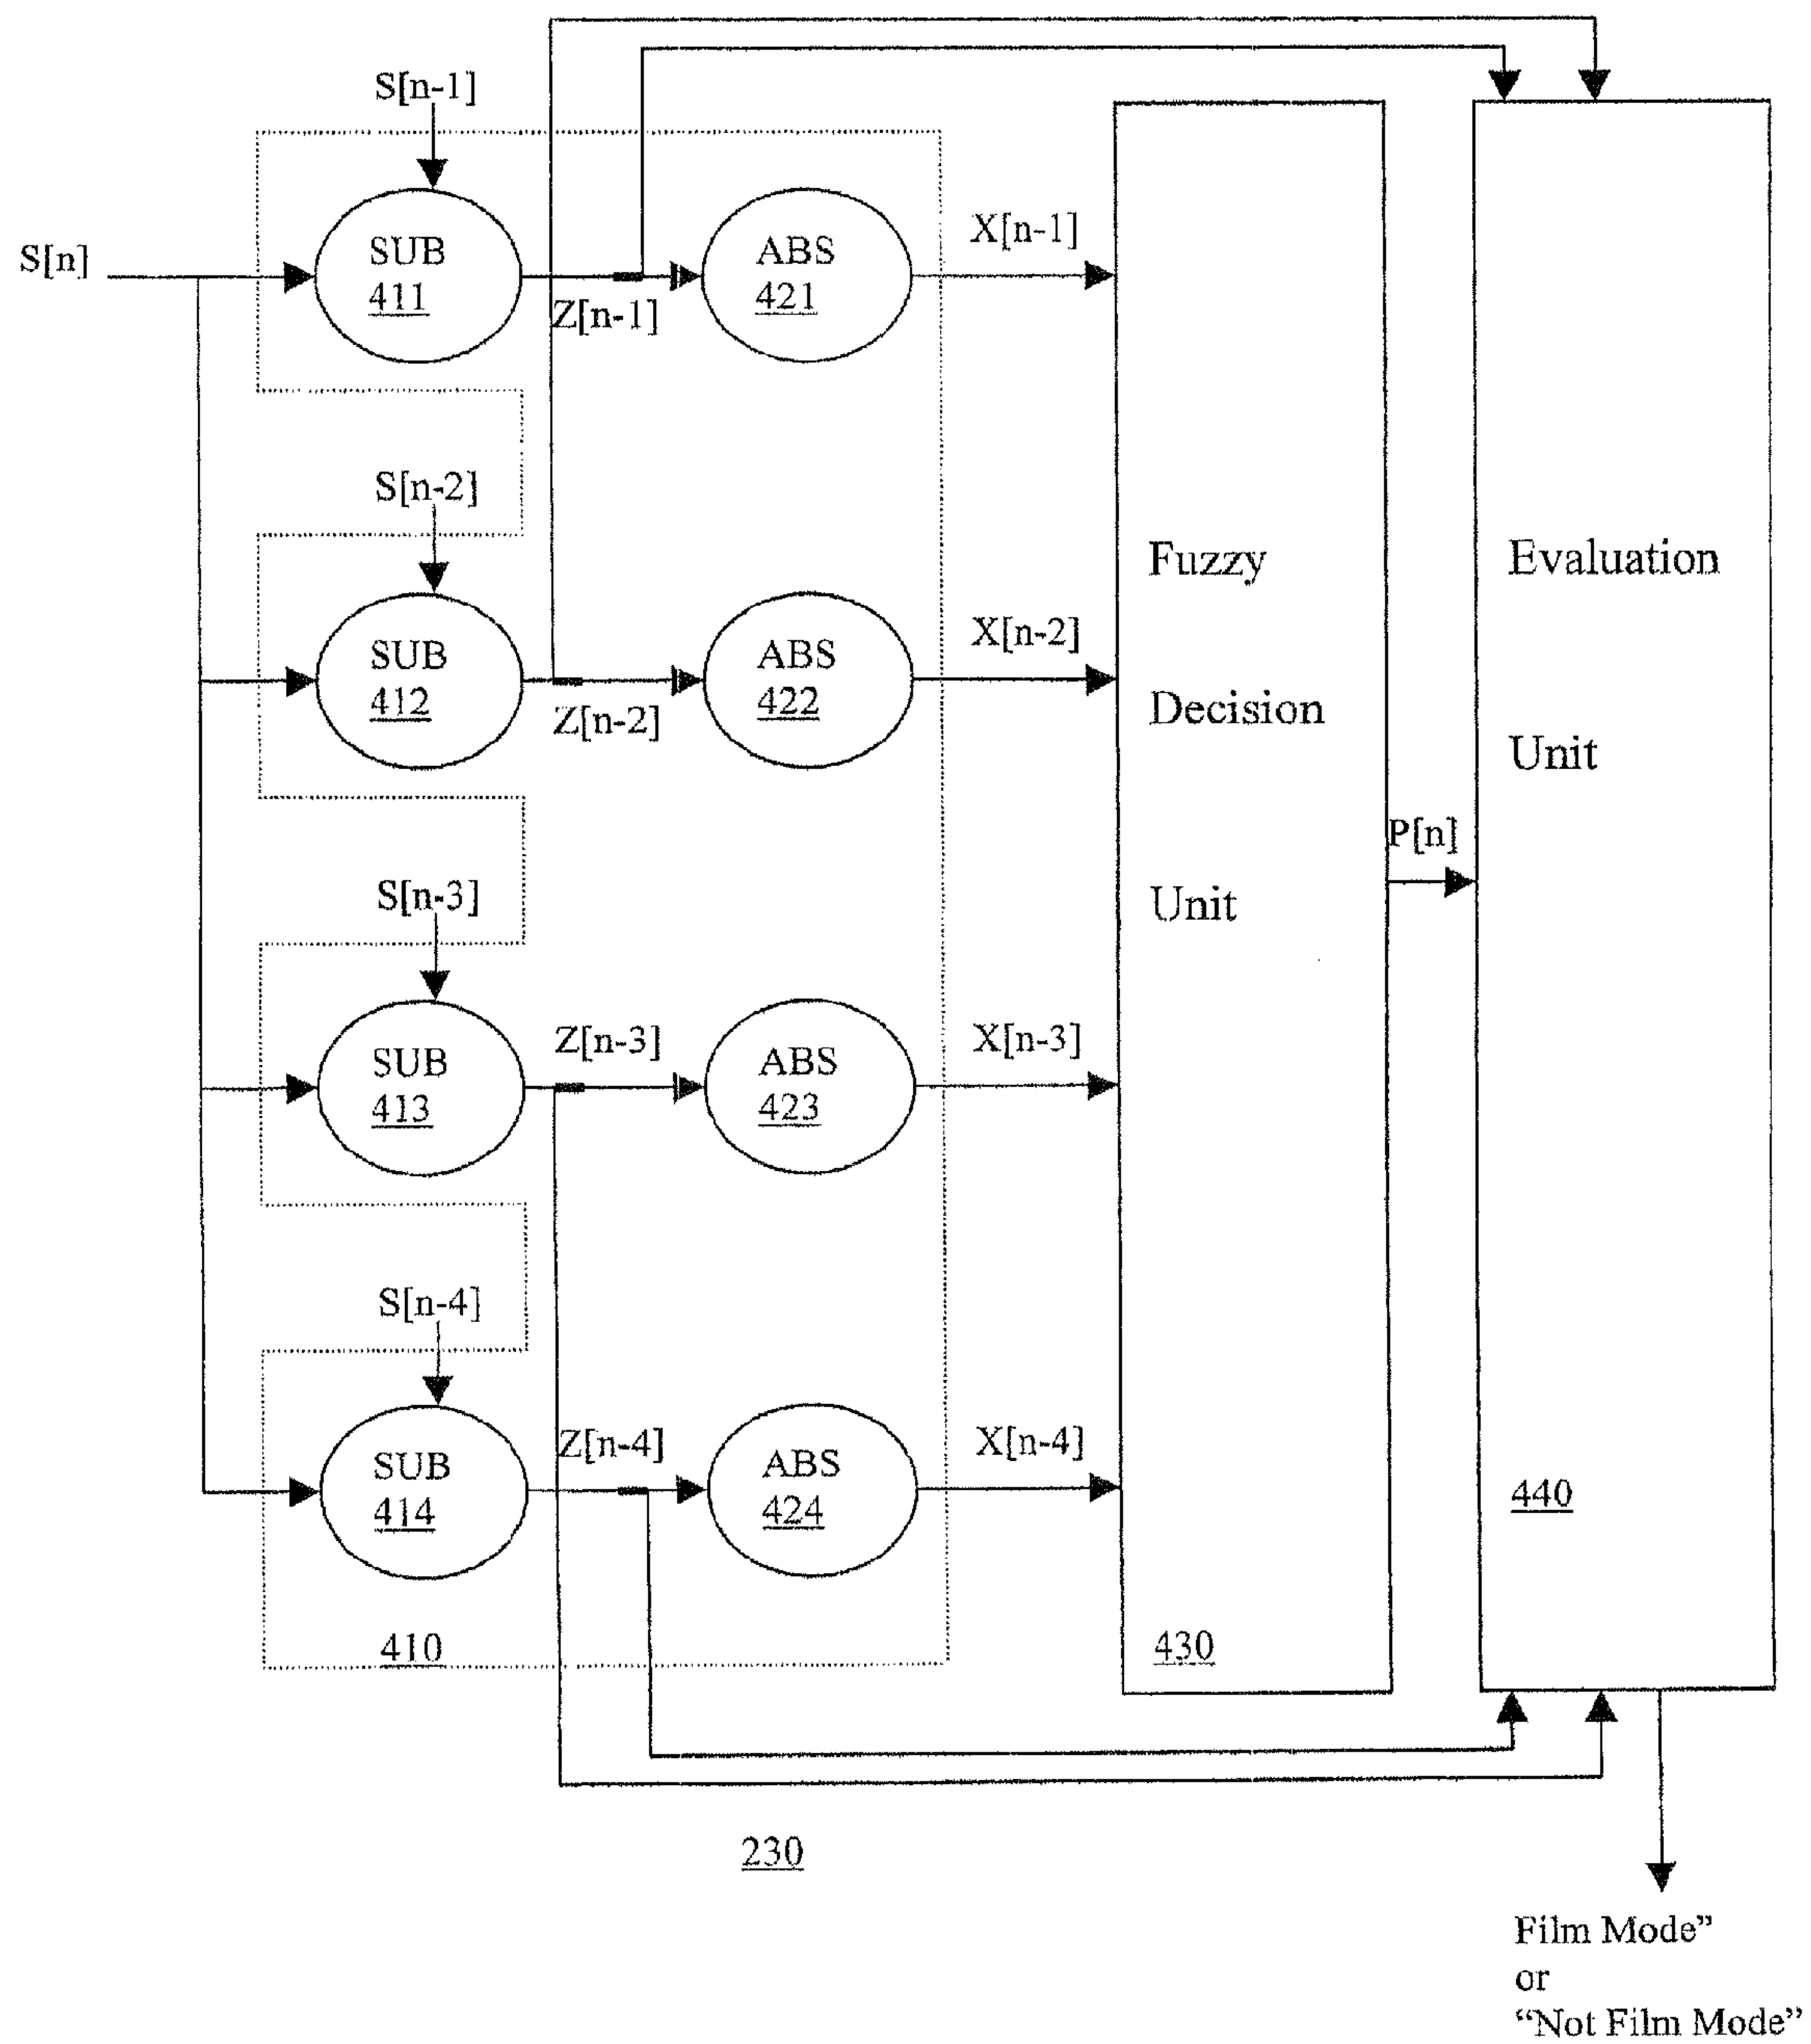 S[n-1]
S[n]
SUB
411
Z[n-1]
ABS
421
X[n-1]
S[n-2]
SUB
412
Z[n-2]
ABS
422
X[n-2]
S[n-3]
SUB
413
Z[n-3]
ABS
423
X[n-3]
S[n-4]
SUB
414
Z[n-4]
ABS
424
X[n-4]
410
Fuzzy
Decision
Unit
430
P[n]
Evaluation
Unit
440
230
Film Mode”
or
“Not Film Mode”